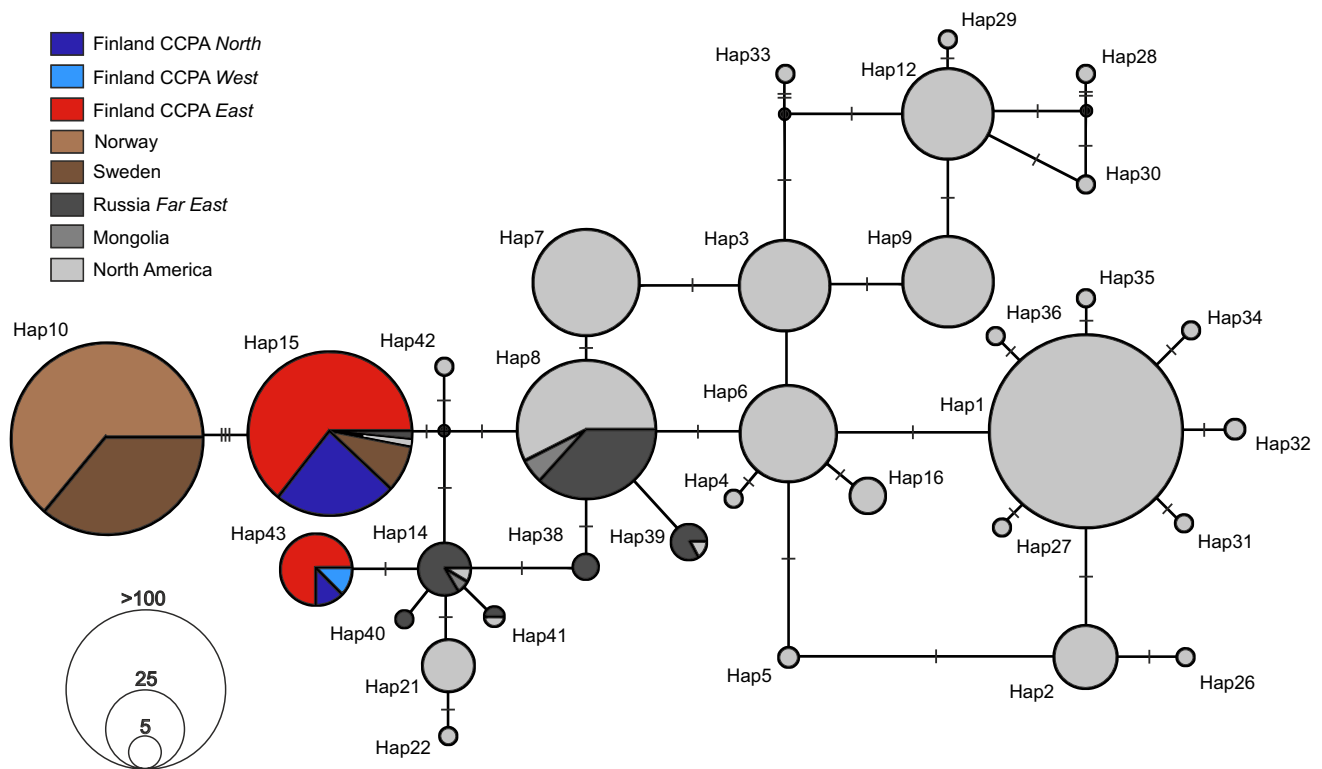 Finland CCPA North
Finland CCPA West
Finland CCPA East
Norway
Sweden
Russia Far East
Mongolia
North America
Hap29
Hap33
Hap12
Hap28
Hap30
Hap7
Hap3
Hap9
Hap35
Hap36
Hap34
Hap10
Hap15
Hap42
Hap8
Hap6
Hap1
Hap32
Hap4
Hap16
Hap43
Hap14
Hap38
Hap39
Hap27
Hap31
>100
Hap40
Hap41
25
Hap21
Hap5
Hap2
Hap26
5
Hap22